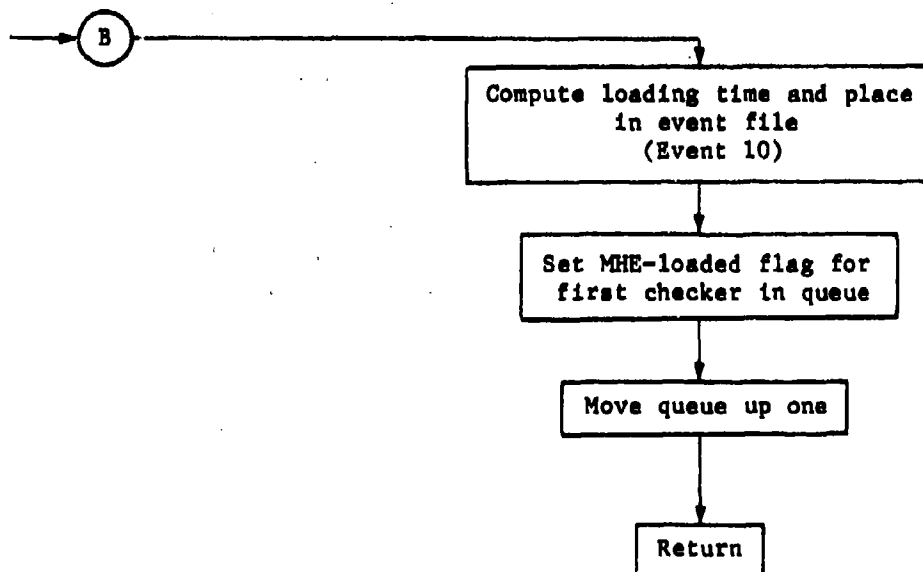 B
Compute loading time and place
in event file
(Event 10)
Set MHE-loaded flag for
first checker in queue
Move queue up one
Return